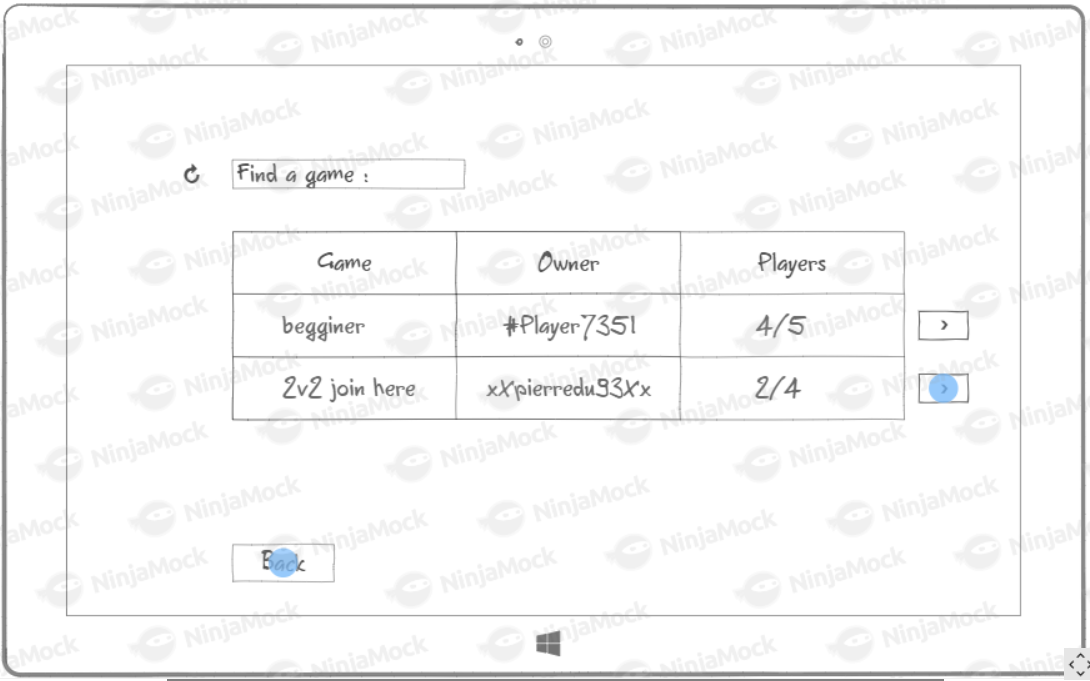 Find a game :
Game Owner Players
begginer #Player7351 4/5 >
2v2 join here xXpierredu93Xx 2/4 >
Back
NinjaMock